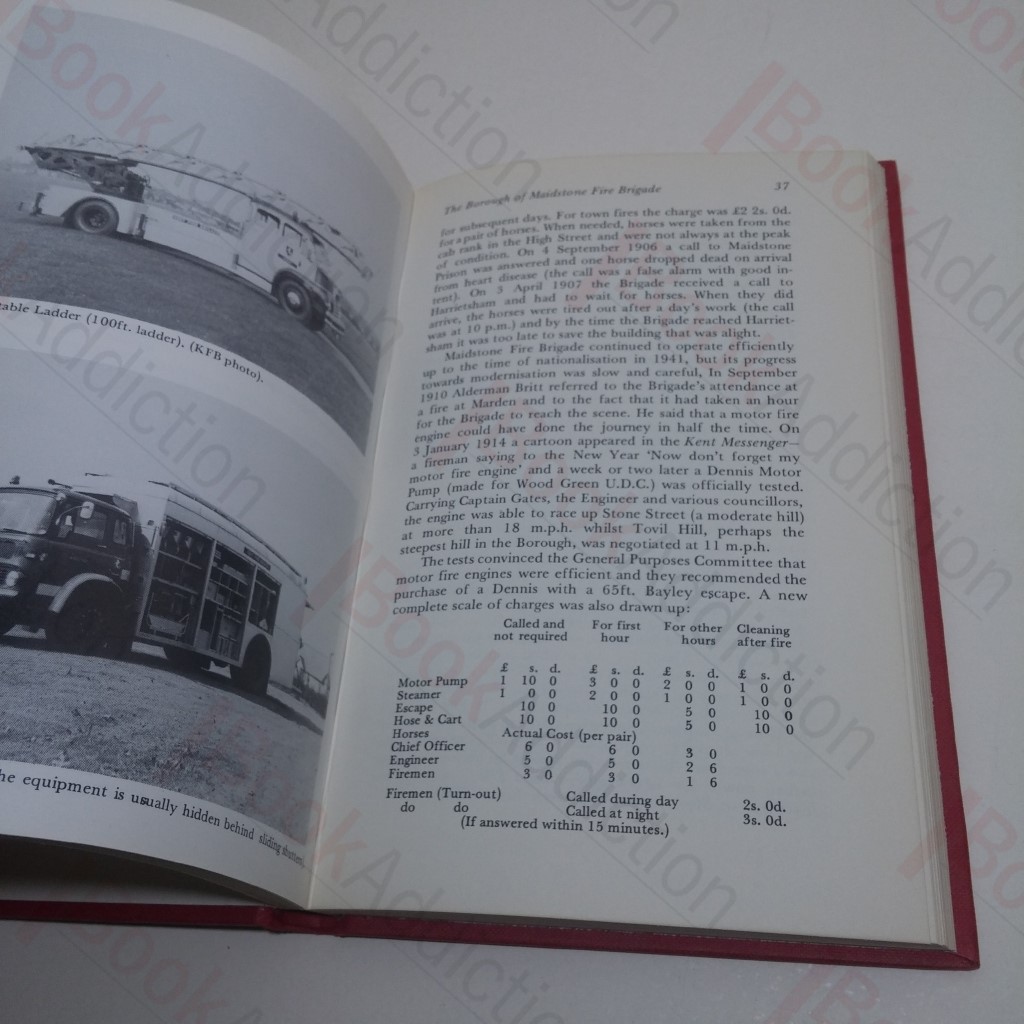 table Ladder (100ft. ladder). (KFB photo).
he equipment is usually hidden behind sliding shutters.
The Borough of Maidstone Fire Brigade 37
for subsequent days. For town fires the charge was £2 2s. 0d.
for a pair of horses. When needed, horses were taken from the
cab rank in the High Street and were not always at the peak
of condition. On 4 September 1906 a call to Maidstone
Prison was answered and one horse dropped dead on arrival
from heart disease (the call was a false alarm with good in-
tent). On 3 April 1907 the Brigade received a call to
Harrietsham and had to wait for horses. When they did
arrive, the horses were tired out after a day's work (the call
was at 10 p.m.) and by the time the Brigade reached Harriet-
sham it was too late to save the building that was alight.
Maidstone Fire Brigade continued to operate efficiently
up to the time of nationalisation in 1941, but its progress
towards modernisation was slow and careful, In September
1910 Alderman Britt referred to the Brigade's attendance at
a fire at Marden and to the fact that it had taken an hour
for the Brigade to reach the scene. He said that a motor fire
engine could have done the journey in half the time. On
3 January 1914 a cartoon appeared in the Kent Messenger—
a fireman saying to the New Year 'Now don't forget my
motor fire engine' and a week or two later a Dennis Motor
Pump (made for Wood Green U.D.C.) was officially tested.
Carrying Captain Gates, the Engineer and various councillors,
the engine was able to race up Stone Street (a moderate hill)
at more than 18 m.p.h. whilst Tovil Hill, perhaps the
steepest hill in the Borough, was negotiated at 11 m.p.h.
The tests convinced the General Purposes Committee that
motor fire engines were efficient and they recommended the
purchase of a Dennis with a 65ft. Bayley escape. A new
complete scale of charges was also drawn up:
Called and For first For other Cleaning
not required hour hours after fire
£ s. d. £ s. d. £ s. d. £ s. d.
Motor Pump 1 10 0 3 0 0 2 0 0 1 0 0
Steamer 1 0 0 2 0 0 1 0 0 1 0 0
Escape 10 0 10 0 5 0 10 0
Hose & Cart 10 0 10 0 5 0 10 0
Horses Actual Cost (per pair)
Chief Officer 6 0 6 0 3 0
Engineer 5 0 5 0 2 6
Firemen 3 0 3 0 1 6
Firemen (Turn-out) Called during day 2s. 0d.
do do Called at night 3s. 0d.
(If answered within 15 minutes.)
BookAddiction